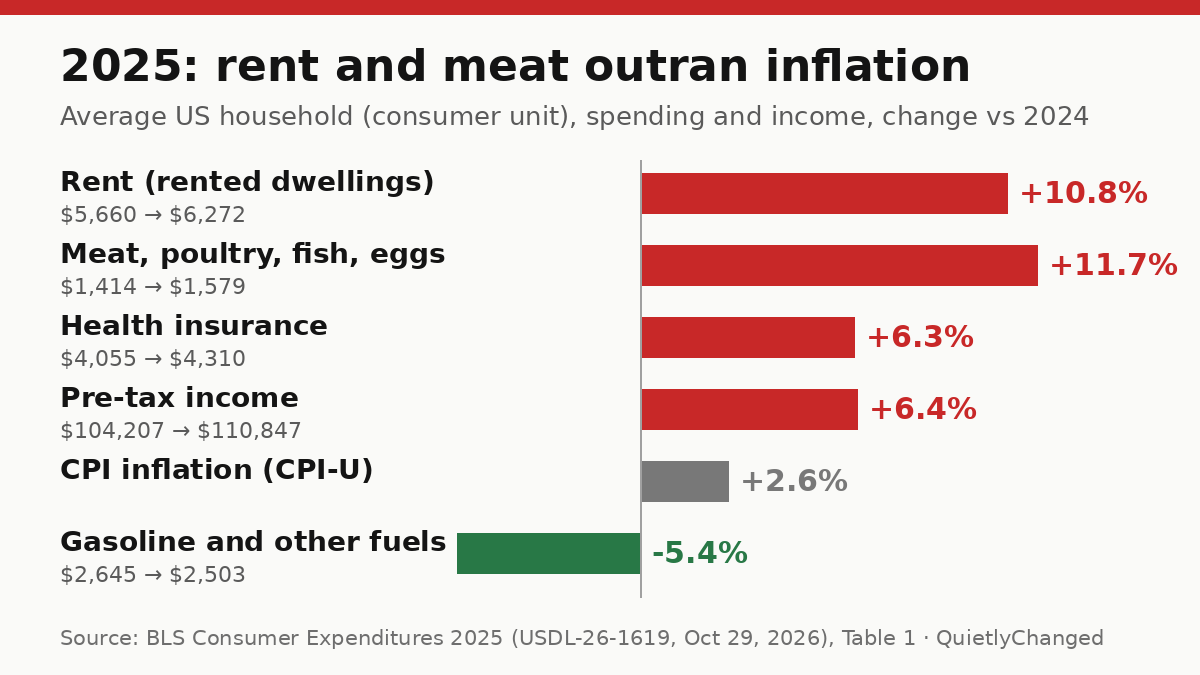 2025: rent and meat outran inflation
Average US household (consumer unit), spending and income, change vs 2024
Rent (rented dwellings)
$5,660 → $6,272
+10.8%
Meat, poultry, fish, eggs
$1,414 → $1,579
+11.7%
Health insurance
$4,055 → $4,310
+6.3%
Pre-tax income
$104,207 → $110,847
+6.4%
CPI inflation (CPI-U)
+2.6%
Gasoline and other fuels
$2,645 → $2,503
-5.4%
Source: BLS Consumer Expenditures 2025 (USDL-26-1619, Oct 29, 2026), Table 1 · QuietlyChanged